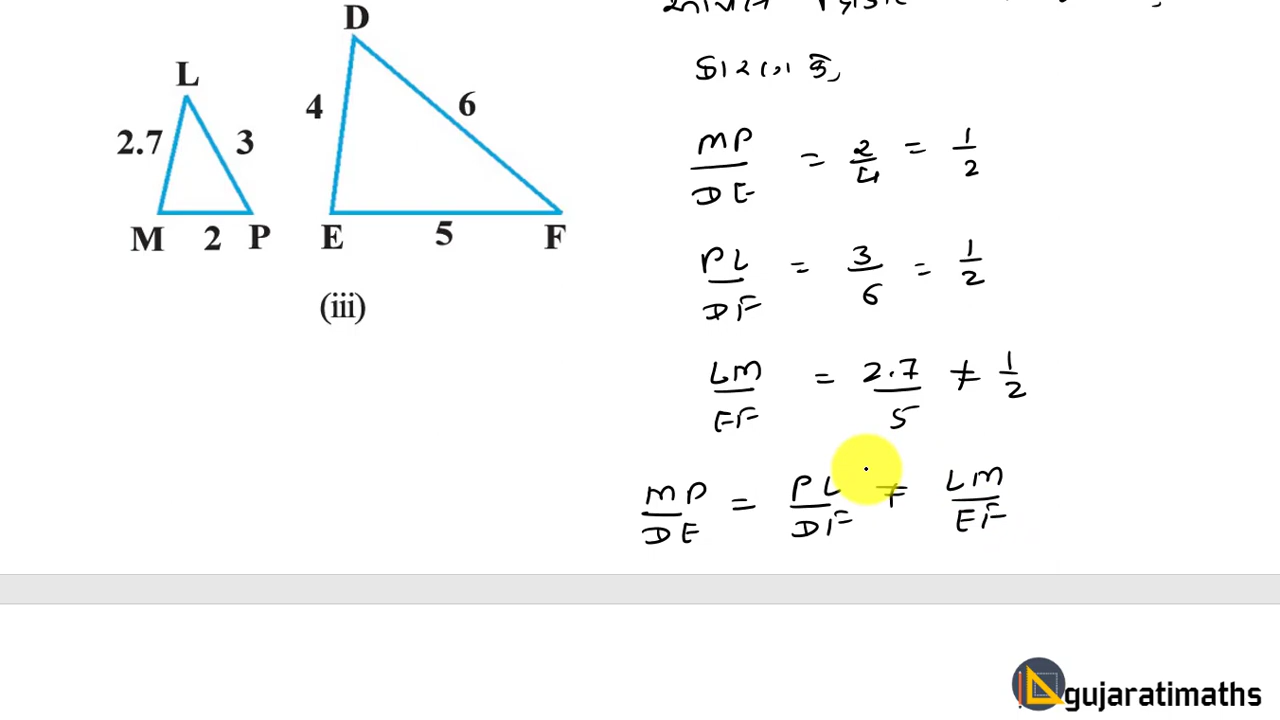 D
L
4
6
2.7
3
M 2 P E 5 F
(iii)
કારણ કે,
MP/DE = 2/4 = 1/2
PL/DF = 3/6 = 1/2
LM/EF = 2.7/5 ≠ 1/2
MP/DE = PL/DF ≠ LM/EF
gujaratimaths